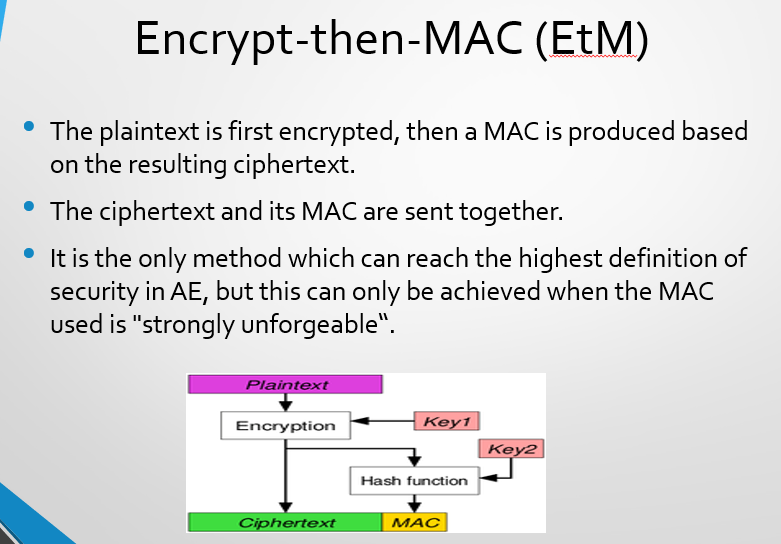 Encrypt-then-MAC (EtM)
The plaintext is first encrypted, then a MAC is produced based
on the resulting ciphertext.
The ciphertext and its MAC are sent together.
It is the only method which can reach the highest definition of
security in AE, but this can only be achieved when the MAC
used is "strongly unforgeable“.
Plaintext
Encryption
Key1
Key2
Hash function
Ciphertext
MAC